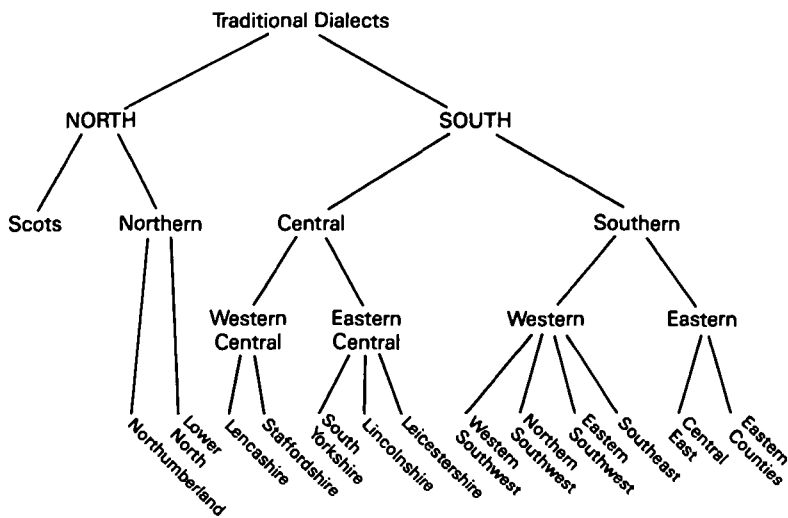 Traditional Dialects
NORTH
SOUTH
Scots
Northern
Central
Southern
Western
Central
Eastern
Central
Western
Eastern
Northumberland
Lower
North
Lencashire
Staffordshire
South
Yorkshire
Lincolnshire
Laicestershire
Western
Southwest
Northern
Southwest
Eastern
Southwest
Southeast
Central
East
Eastern
Counties